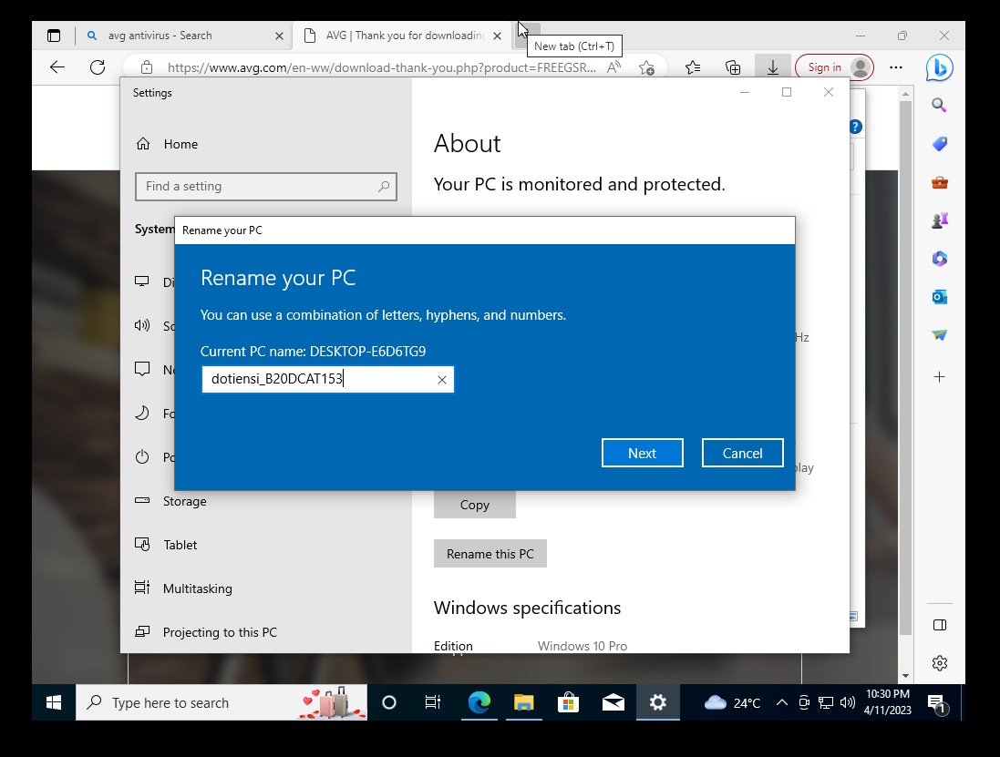 avg antivirus - Search
AVG | Thank you for downloading
New tab (Ctrl+T)
https://www.avg.com/en-ww/download-thank-you.php?product=FREEGSR...
Sign in
Settings
Home
Find a setting
System
Di
So
No
Fo
Po
Storage
Tablet
Multitasking
Projecting to this PC
About
Your PC is monitored and protected.
Rename your PC
Rename your PC
You can use a combination of letters, hyphens, and numbers.
Current PC name: DESKTOP-E6D6TG9
dotiensi_B20DCAT153
Next
Cancel
Hz
play
Copy
Rename this PC
Windows specifications
Edition
Windows 10 Pro
Type here to search
24°C
10:30 PM
4/11/2023
1